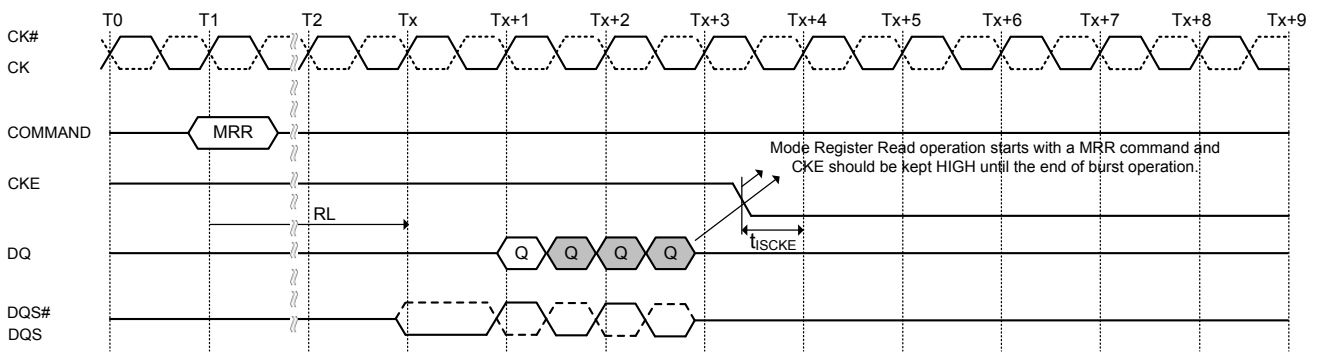 T0 T1 T2 Tx Tx+1 Tx+2 Tx+3 Tx+4 Tx+5 Tx+6 Tx+7 Tx+8 Tx+9
CK#
CK
COMMAND MRR
Mode Register Read operation starts with a MRR command and
CKE should be kept HIGH until the end of burst operation.
CKE
RL
tISCKE
DQ Q Q Q Q
DQS#
DQS